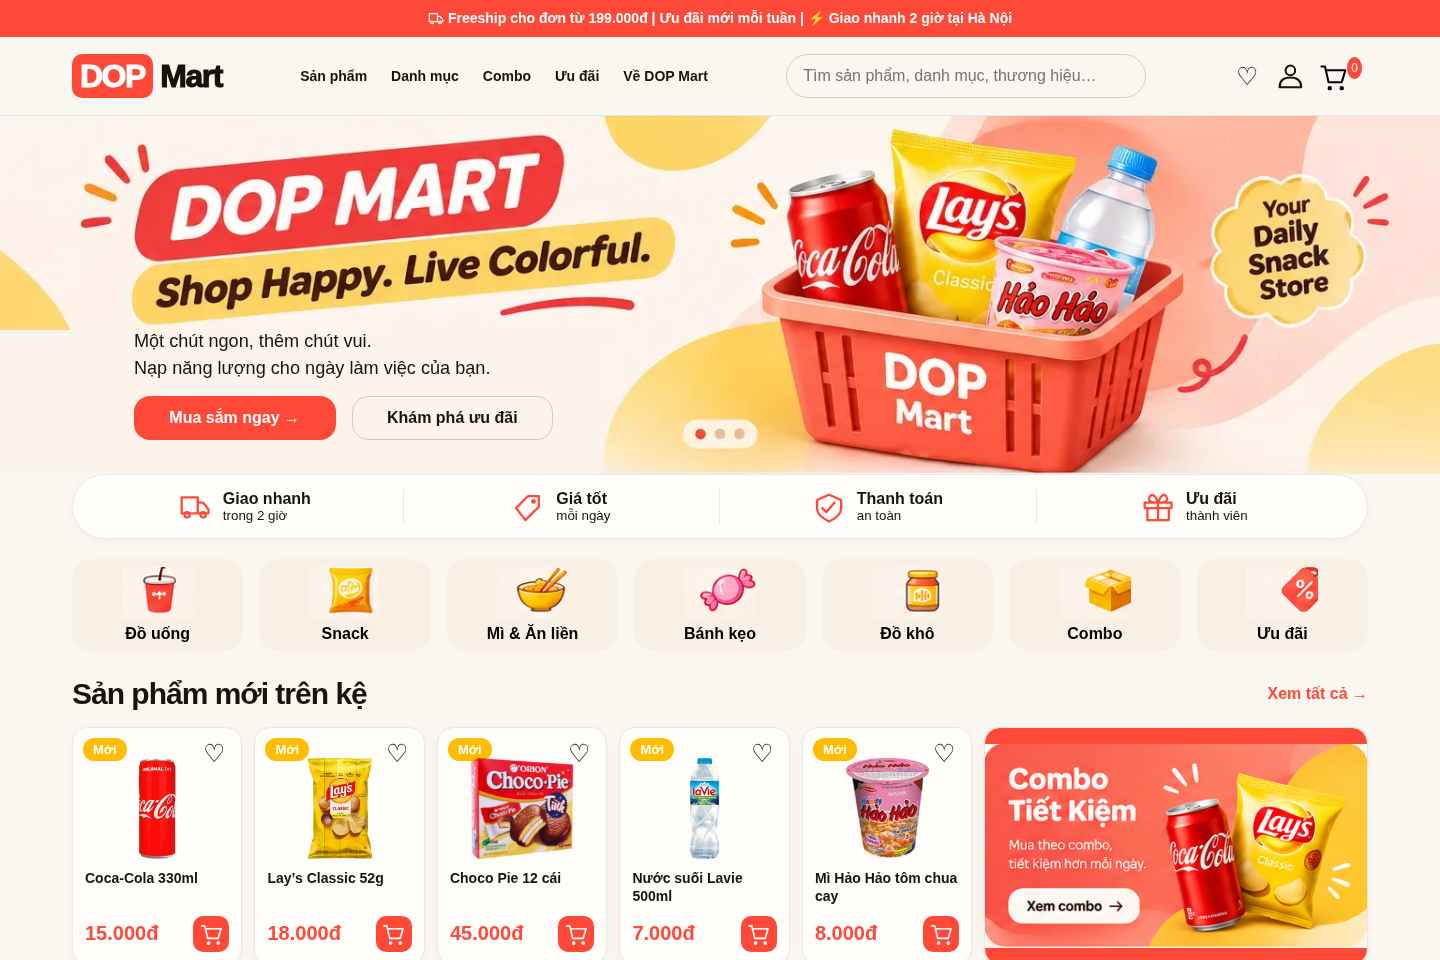 Freeship cho đơn từ 199.000đ | Ưu đãi mới mỗi tuần | ⚡ Giao nhanh 2 giờ tại Hà Nội
DOP Mart
Sản phẩm
Danh mục
Combo
Ưu đãi
Về DOP Mart
Tìm sản phẩm, danh mục, thương hiệu…
0
DOP MART
Shop Happy. Live Colorful.
Một chút ngon, thêm chút vui.
Nạp năng lượng cho ngày làm việc của bạn.
Mua sắm ngay →
Khám phá ưu đãi
Coca-Cola
Lay's
Classic
Hảo Hảo
DOP
Mart
Your
Daily
Snack
Store
Giao nhanh
trong 2 giờ
Giá tốt
mỗi ngày
Thanh toán
an toàn
Ưu đãi
thành viên
Đồ uống
Snack
Mì & Ăn liền
Bánh kẹo
Đồ khô
Combo
Ưu đãi
Sản phẩm mới trên kệ
Xem tất cả →
Mới
Coca-Cola
Coca-Cola 330ml
15.000đ
Mới
Lay's
CLASSIC
Lay’s Classic 52g
18.000đ
Mới
ORION
Choco·Pie
Choco Pie 12 cái
45.000đ
Mới
laVie
Nước suối Lavie
500ml
7.000đ
Mới
Hảo Hảo
Mì Hảo Hảo tôm chua
cay
8.000đ
Combo
Tiết Kiệm
Mua theo combo,
tiết kiệm hơn mỗi ngày.
Xem combo →
Coca-Cola
Lay's
Classic